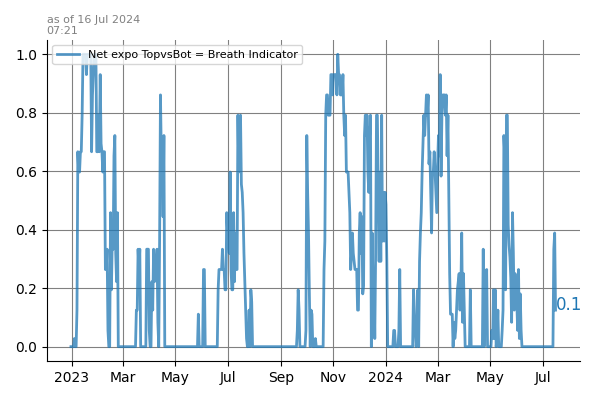 as of 16 Jul 2024
07:21
Net expo TopvsBot = Breath Indicator
1.0
0.8
0.6
0.4
0.2
0.1
0.0
2023 Mar May Jul Sep Nov 2024 Mar May Jul